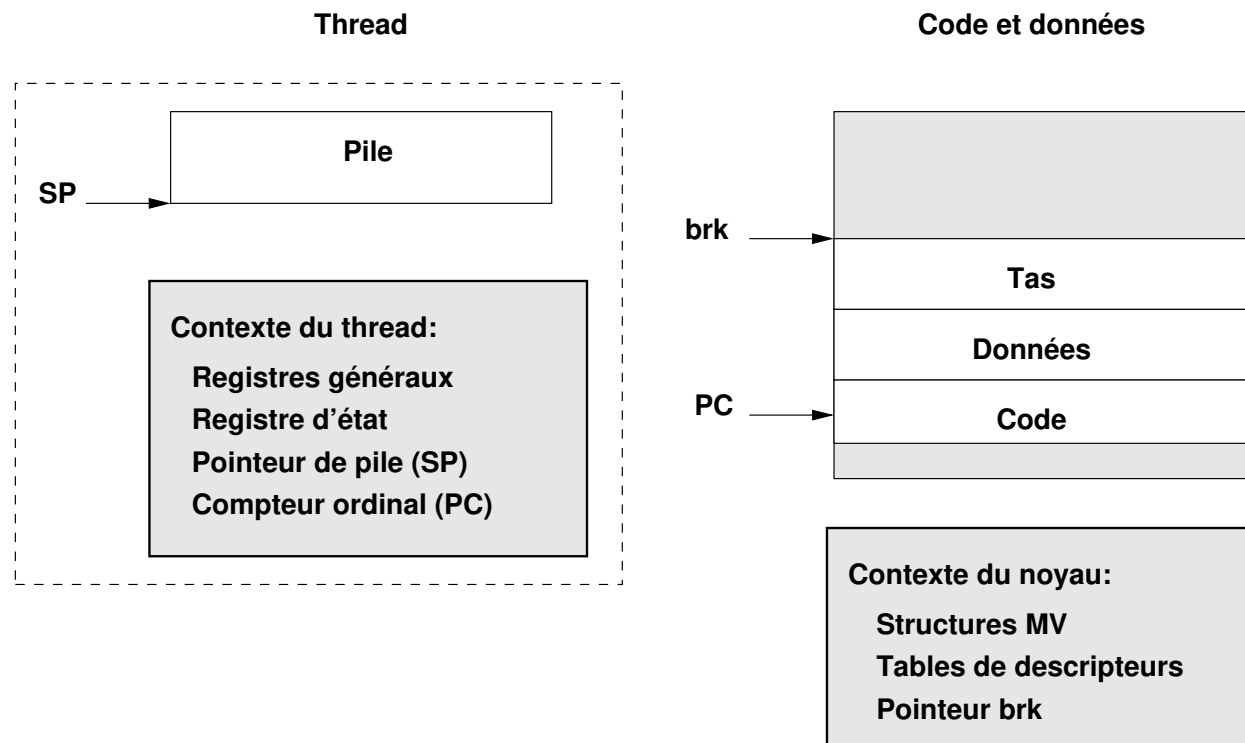 Thread
Pile
SP
Contexte du thread:
Registres généraux
Registre d'état
Pointeur de pile (SP)
Compteur ordinal (PC)
Code et données
brk
Tas
Données
PC
Code
Contexte du noyau:
Structures MV
Tables de descripteurs
Pointeur brk